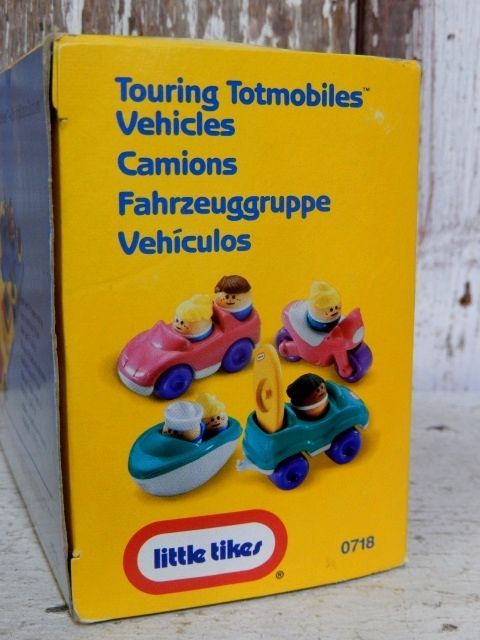 Touring Totmobiles™
Vehicles
Camions
Fahrzeuggruppe
Vehículos
little tikes®
0718